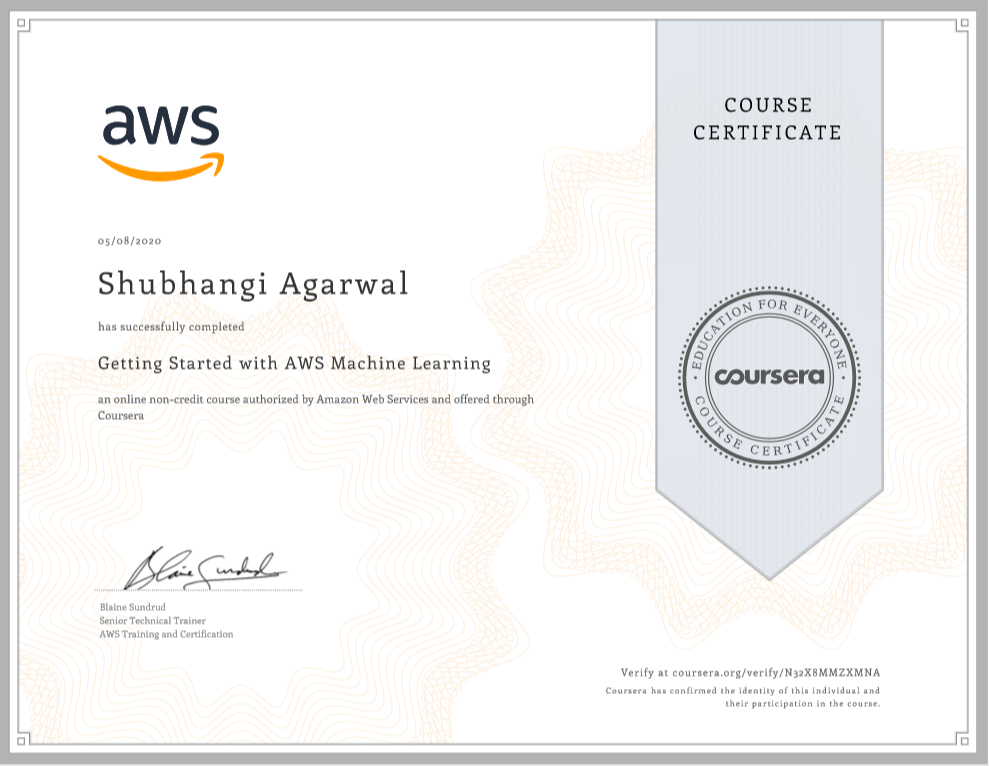 aws
COURSE
CERTIFICATE
05/08/2020
Shubhangi Agarwal
has successfully completed
Getting Started with AWS Machine Learning
an online non-credit course authorized by Amazon Web Services and offered through
Coursera
EDUCATION FOR EVERYONE
coursera
COURSE CERTIFICATE
Blaine Sundrud
Blaine Sundrud
Senior Technical Trainer
AWS Training and Certification
Verify at coursera.org/verify/N32X8MMZXMNA
Coursera has confirmed the identity of this individual and
their participation in the course.